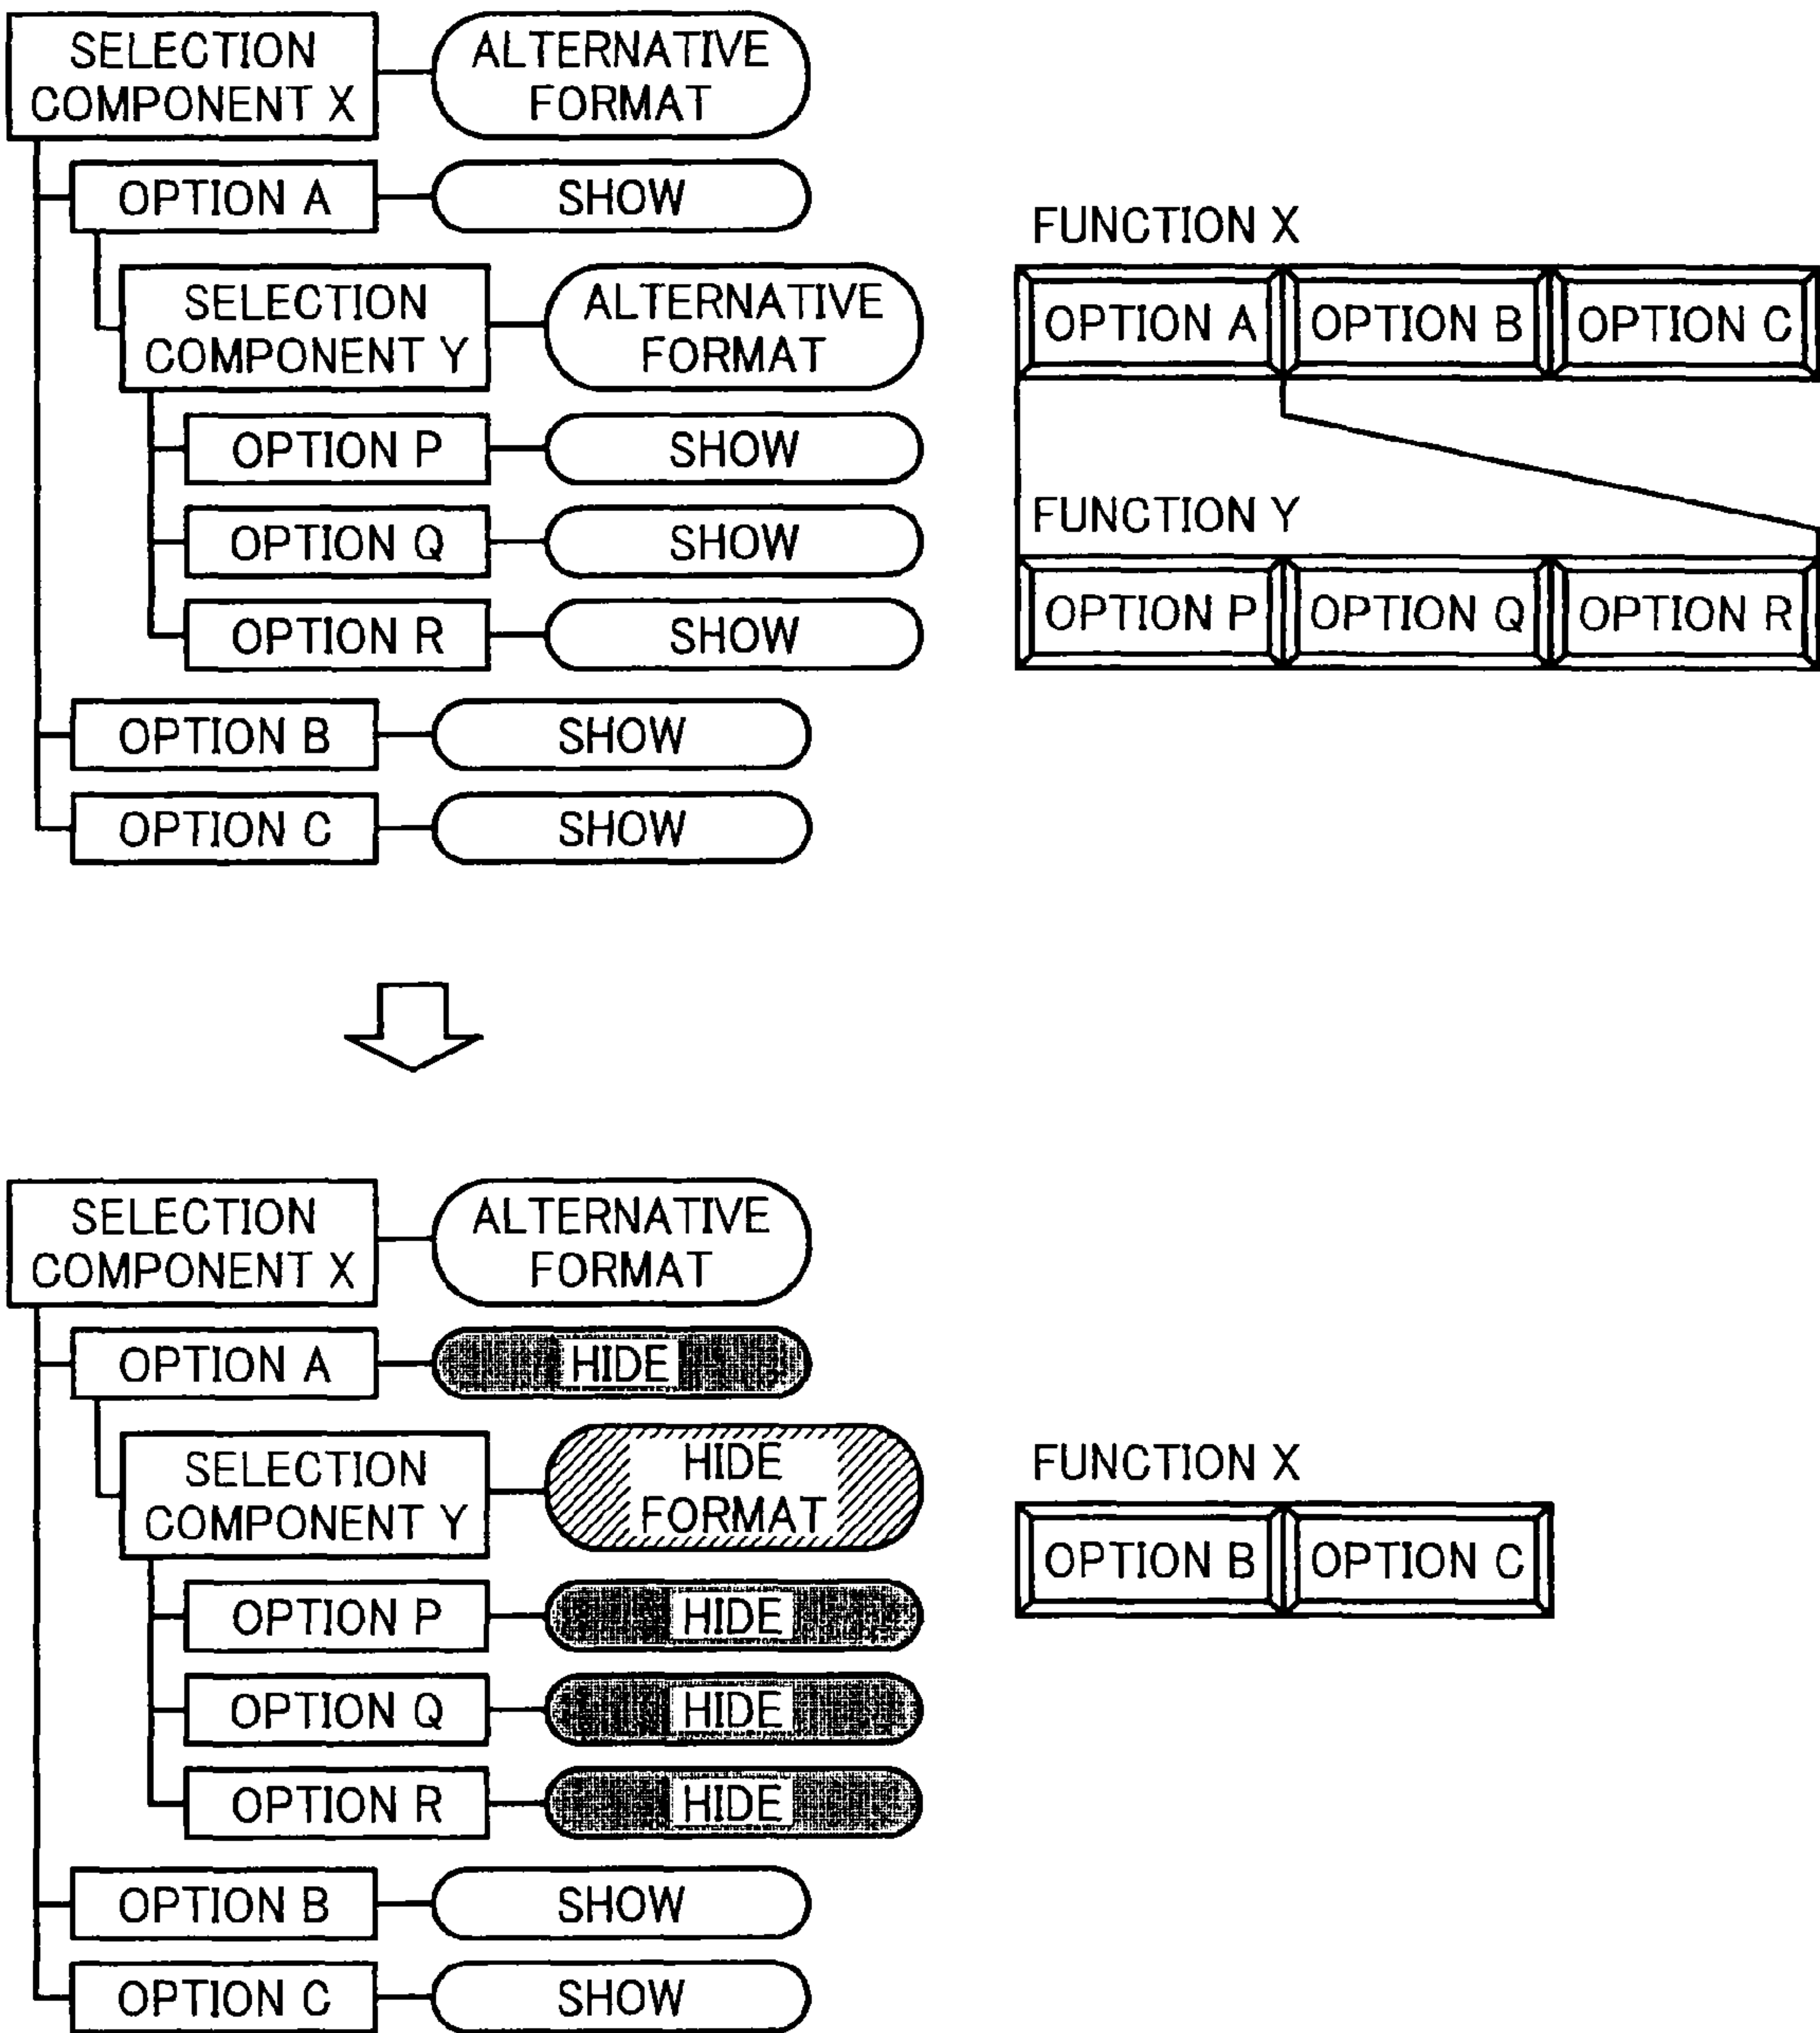 SELECTION
COMPONENT X
ALTERNATIVE
FORMAT
OPTION A
SHOW
SELECTION
COMPONENT Y
ALTERNATIVE
FORMAT
OPTION P
SHOW
OPTION Q
SHOW
OPTION R
SHOW
OPTION B
SHOW
OPTION C
SHOW
FUNCTION X
OPTION A
OPTION B
OPTION C
FUNCTION Y
OPTION P
OPTION Q
OPTION R
SELECTION
COMPONENT X
ALTERNATIVE
FORMAT
OPTION A
HIDE
SELECTION
COMPONENT Y
HIDE
FORMAT
OPTION P
HIDE
OPTION Q
HIDE
OPTION R
HIDE
OPTION B
SHOW
OPTION C
SHOW
FUNCTION X
OPTION B
OPTION C